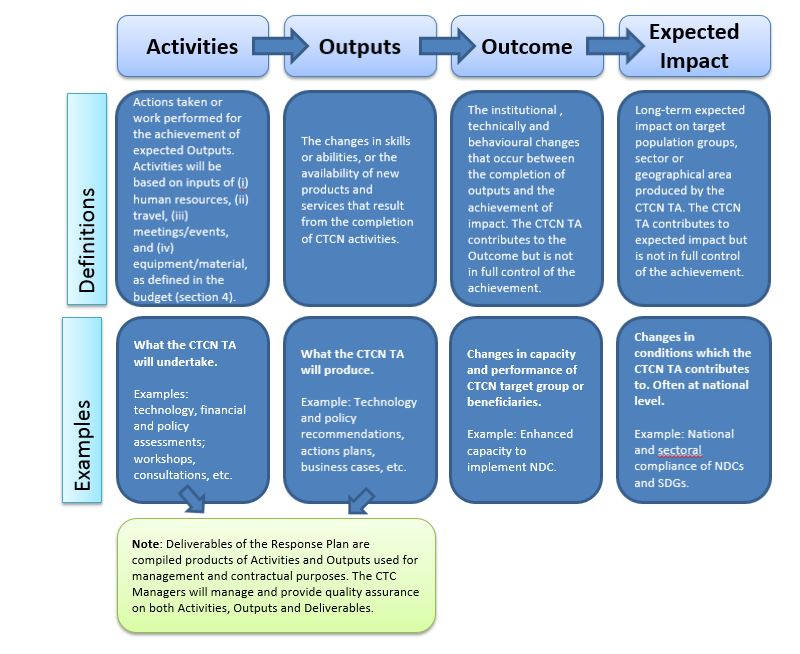 Activities
Outputs
Outcome
Expected
Impact
Definitions
Actions taken or
work performed for
the achievement of
expected Outputs.
Activities will be
based on inputs of (i)
human resources, (ii)
travel, (iii)
meetings/events,
and (iv)
equipment/material,
as defined in the
budget (section 4).
The changes in skills
or abilities, or the
availability of new
products and
services that result
from the completion
of CTCN activities.
The institutional ,
technically and
behavioural changes
that occur between
the completion of
outputs and the
achievement of
impact. The CTCN TA
contributes to the
Outcome but is not
in full control of the
achievement.
Long-term expected
impact on target
population groups,
sector or
geographical area
produced by the
CTCN TA. The CTCN
TA contributes to
expected impact but
is not in full control
of the achievement.
Examples
What the CTCN TA
will undertake.
Examples:
technology, financial
and policy
assessments;
workshops,
consultations, etc.
What the CTCN TA
will produce.
Example: Technology
and policy
recommendations,
actions plans,
business cases, etc.
Changes in capacity
and performance of
CTCN target group or
beneficiaries.
Example: Enhanced
capacity to
implement NDC.
Changes in
conditions which the
CTCN TA contributes
to. Often at national
level.
Example: National
and sectoral
compliance of NDCs
and SDGs.
Note: Deliverables of the Response Plan are
compiled products of Activities and Outputs used for
management and contractual purposes. The CTC
Managers will manage and provide quality assurance
on both Activities, Outputs and Deliverables.